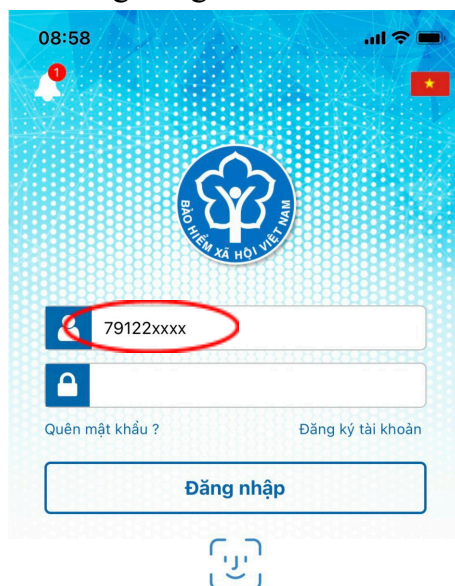 08:58
1
BẢO HIỂM XÃ HỘI VIỆT NAM
79122xxxx
Quên mật khẩu ?
Đăng ký tài khoản
Đăng nhập